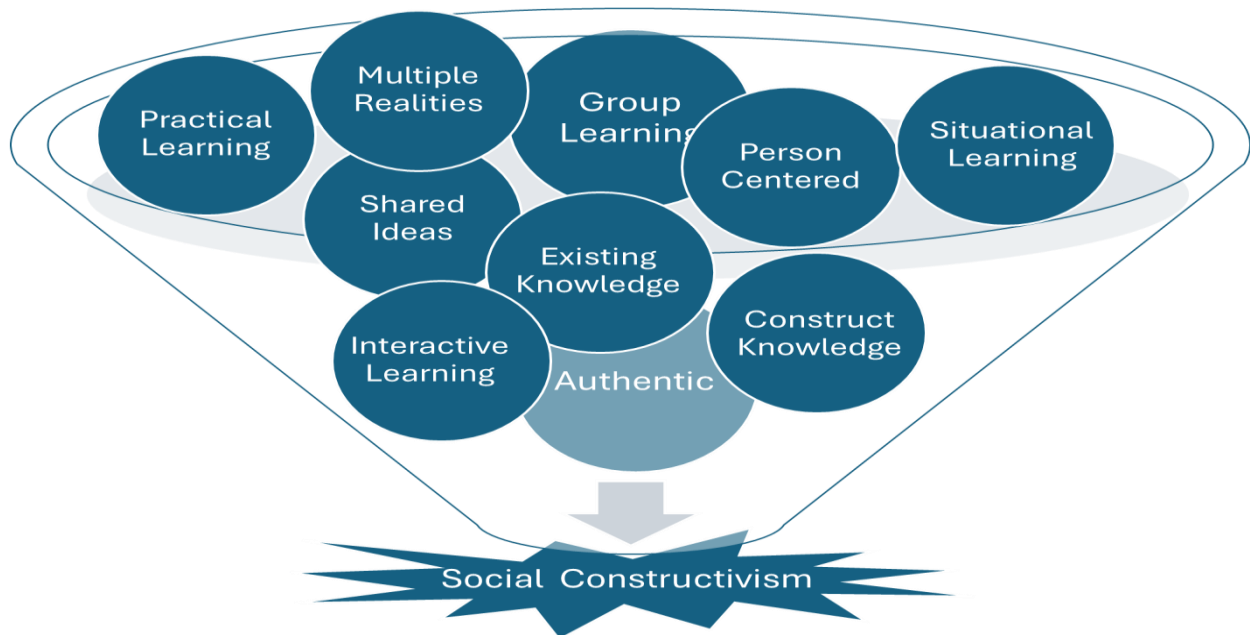 Practical
Learning
Multiple
Realities
Group
Learning
Person
Centered
Situational
Learning
Shared
Ideas
Existing
Knowledge
Interactive
Learning
Authentic
Construct
Knowledge
Social Constructivism